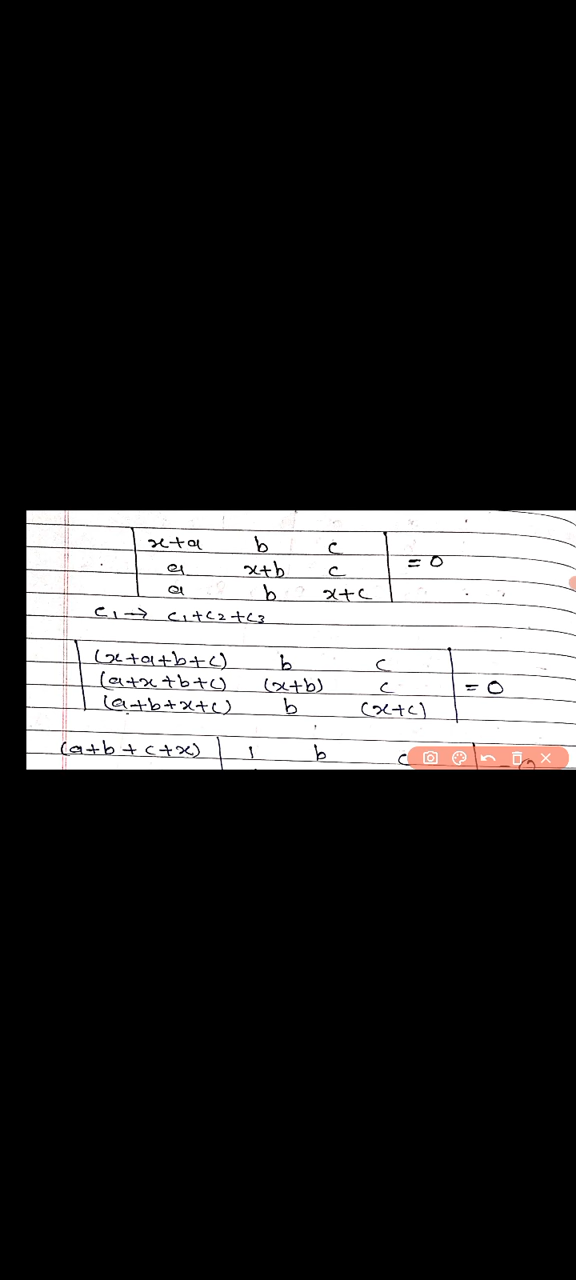 x+a b c
a x+b c = 0
a b x+c
C1 → C1+C2+C3
(x+a+b+c) b c
(a+x+b+c) (x+b) c = 0
(a+b+x+c) b (x+c)
(a+b+c+x) 1 b c